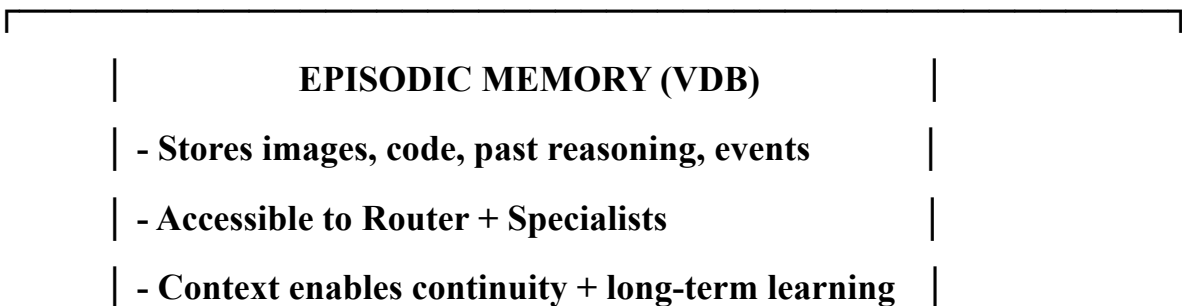 EPISODIC MEMORY (VDB)
- Stores images, code, past reasoning, events
- Accessible to Router + Specialists
- Context enables continuity + long-term learning